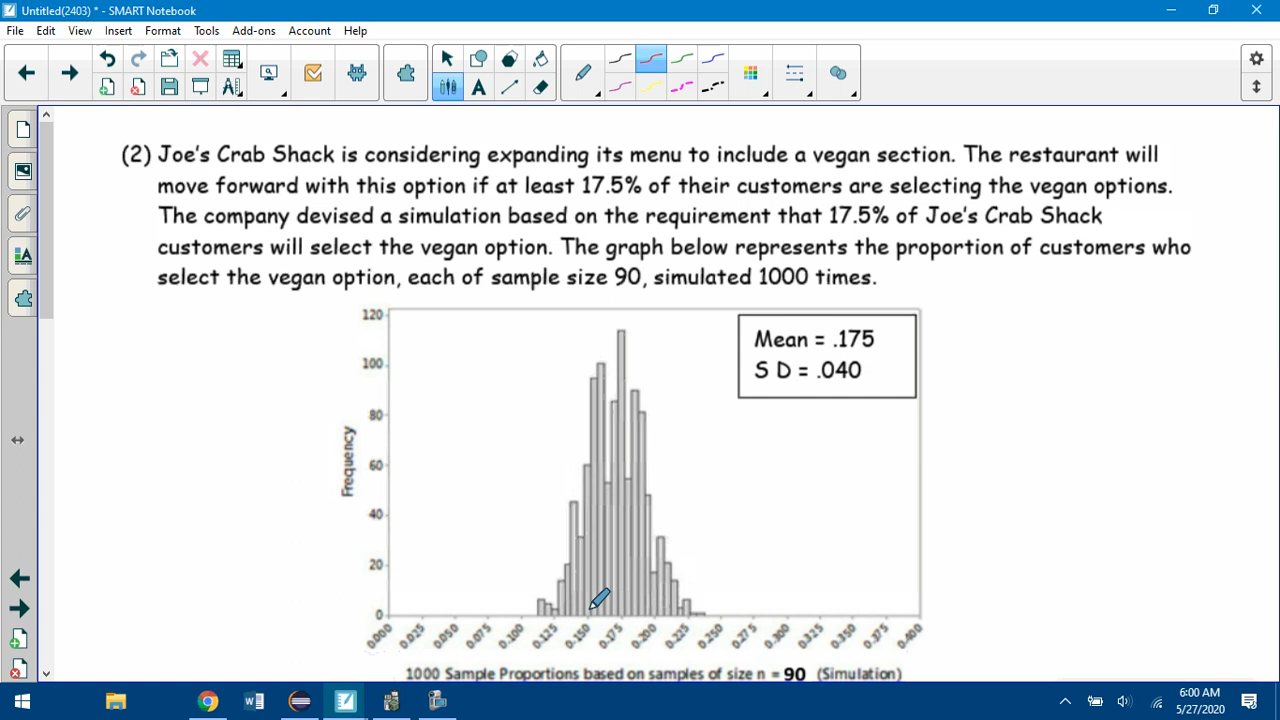 Untitled(2403) * - SMART Notebook
File Edit View Insert Format Tools Add-ons Account Help
(2) Joe's Crab Shack is considering expanding its menu to include a vegan section. The restaurant will
move forward with this option if at least 17.5% of their customers are selecting the vegan options.
The company devised a simulation based on the requirement that 17.5% of Joe's Crab Shack
customers will select the vegan option. The graph below represents the proportion of customers who
select the vegan option, each of sample size 90, simulated 1000 times.
Mean = .175
S D = .040
120
100
80
60
40
20
0
Frequency
0.000 0.025 0.050 0.075 0.100 0.125 0.150 0.175 0.200 0.225 0.250 0.275 0.300 0.325 0.350 0.375 0.400
1000 Sample Proportions based on samples of size n = 90 (Simulation)
6:00 AM
5/27/2020